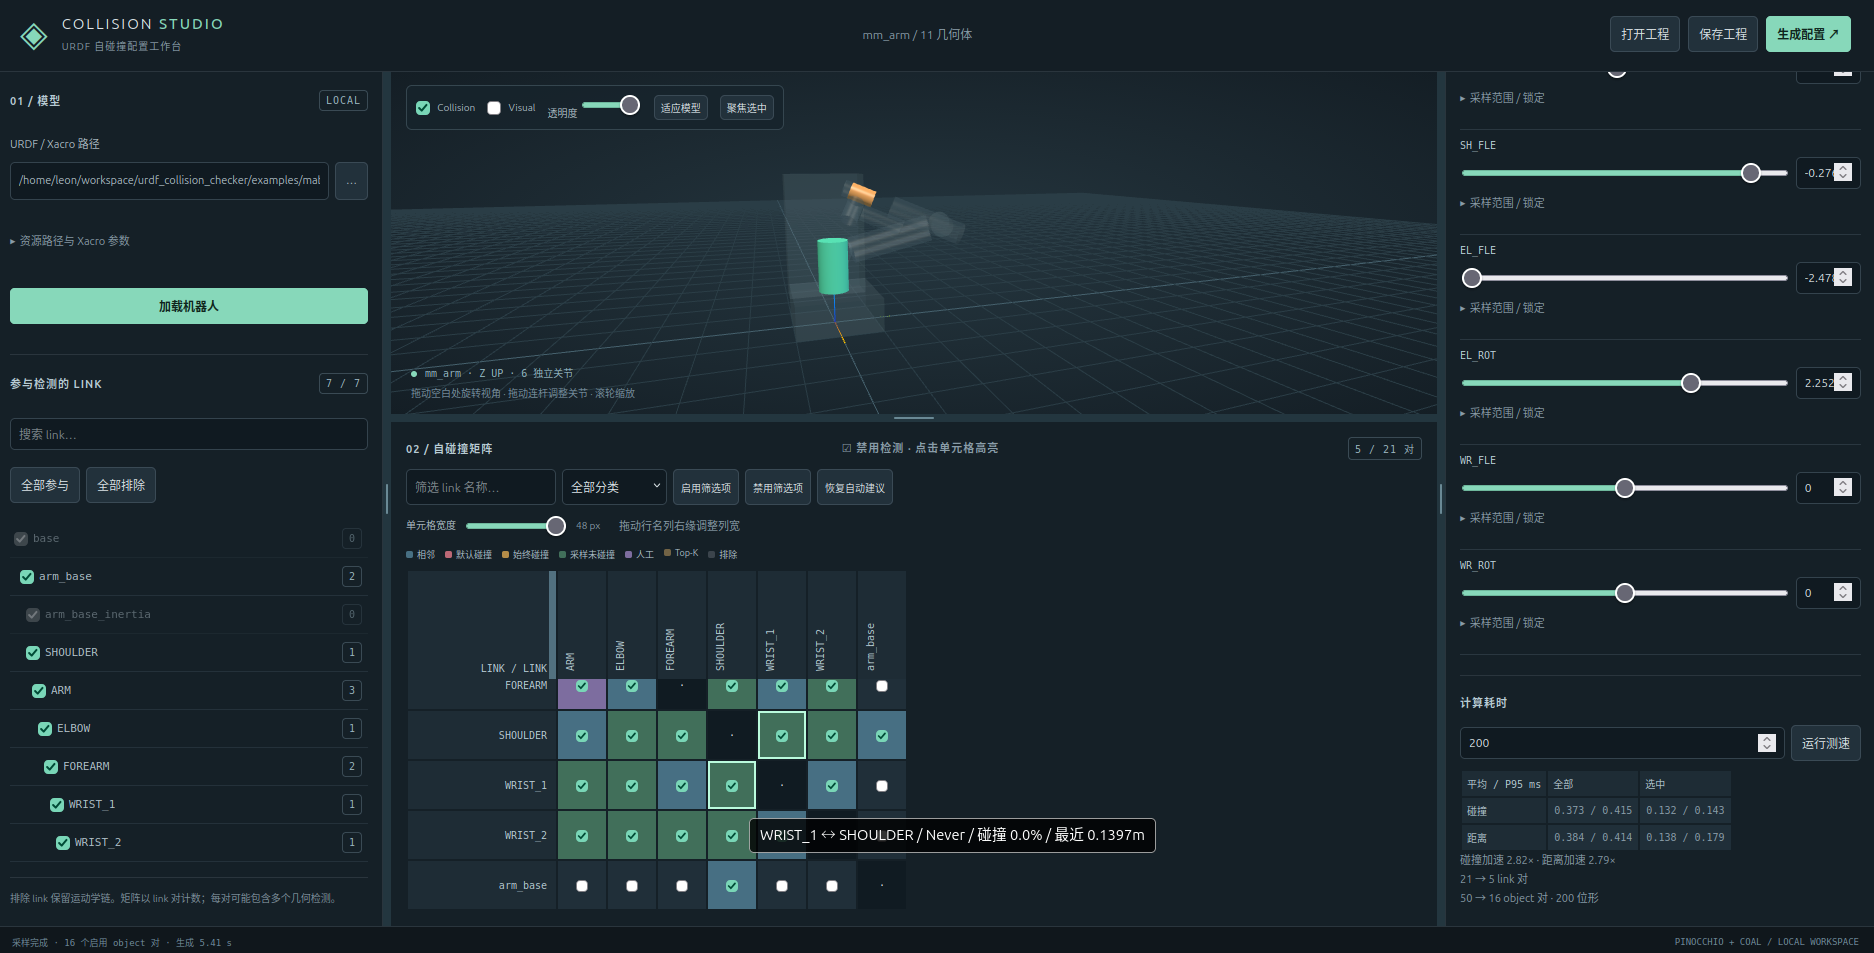 COLLISION STUDIO
URDF 自碰撞配置工作台
mm_arm / 11 几何体
打开工程
保存工程
生成配置 ↗
01 / 模型
LOCAL
URDF / Xacro 路径
/home/leon/workspace/urdf_collision_checker/examples/mal
...
▸ 资源路径与 Xacro 参数
加载机器人
参与检测的 LINK
7 / 7
搜索 link...
全部参与
全部排除
base
0
arm_base
2
arm_base_inertia
0
SHOULDER
1
ARM
3
ELBOW
1
FOREARM
2
WRIST_1
1
WRIST_2
1
排除 link 保留运动学链。矩阵以 link 对计数；每对可能包含多个几何检测。
Collision
Visual
透明度
适应模型
聚焦选中
mm_arm · Z UP · 6 独立关节
拖动空白处旋转视角 · 拖动连杆调整关节 · 滚轮缩放
02 / 自碰撞矩阵
☑ 禁用检测 · 点击单元格高亮
5 / 21 对
筛选 link 名称...
全部分类
启用筛选项
禁用筛选项
恢复自动建议
单元格宽度
48 px
拖动行名列右缘调整列宽
相邻
默认碰撞
始终碰撞
采样未碰撞
人工
Top-K
排除
LINK / LINK
ARM
ELBOW
FOREARM
SHOULDER
WRIST_1
WRIST_2
arm_base
FOREARM
SHOULDER
WRIST_1
WRIST_2
arm_base
WRIST_1 ↔ SHOULDER / Never / 碰撞 0.0% / 最近 0.1397m
▸ 采样范围 / 锁定
SH_FLE
-0.27
▸ 采样范围 / 锁定
EL_FLE
-2.47
▸ 采样范围 / 锁定
EL_ROT
2.252
▸ 采样范围 / 锁定
WR_FLE
0
▸ 采样范围 / 锁定
WR_ROT
0
▸ 采样范围 / 锁定
计算耗时
200
运行测速
平均 / P95 ms 全部 选中
碰撞 0.373 / 0.415 0.132 / 0.143
距离 0.384 / 0.414 0.138 / 0.179
碰撞加速 2.82× · 距离加速 2.79×
21 → 5 link 对
50 → 16 object 对 · 200 位形
采样完成 · 16 个启用 object 对 · 生成 5.41 s
PINOCCHIO + COAL / LOCAL WORKSPACE